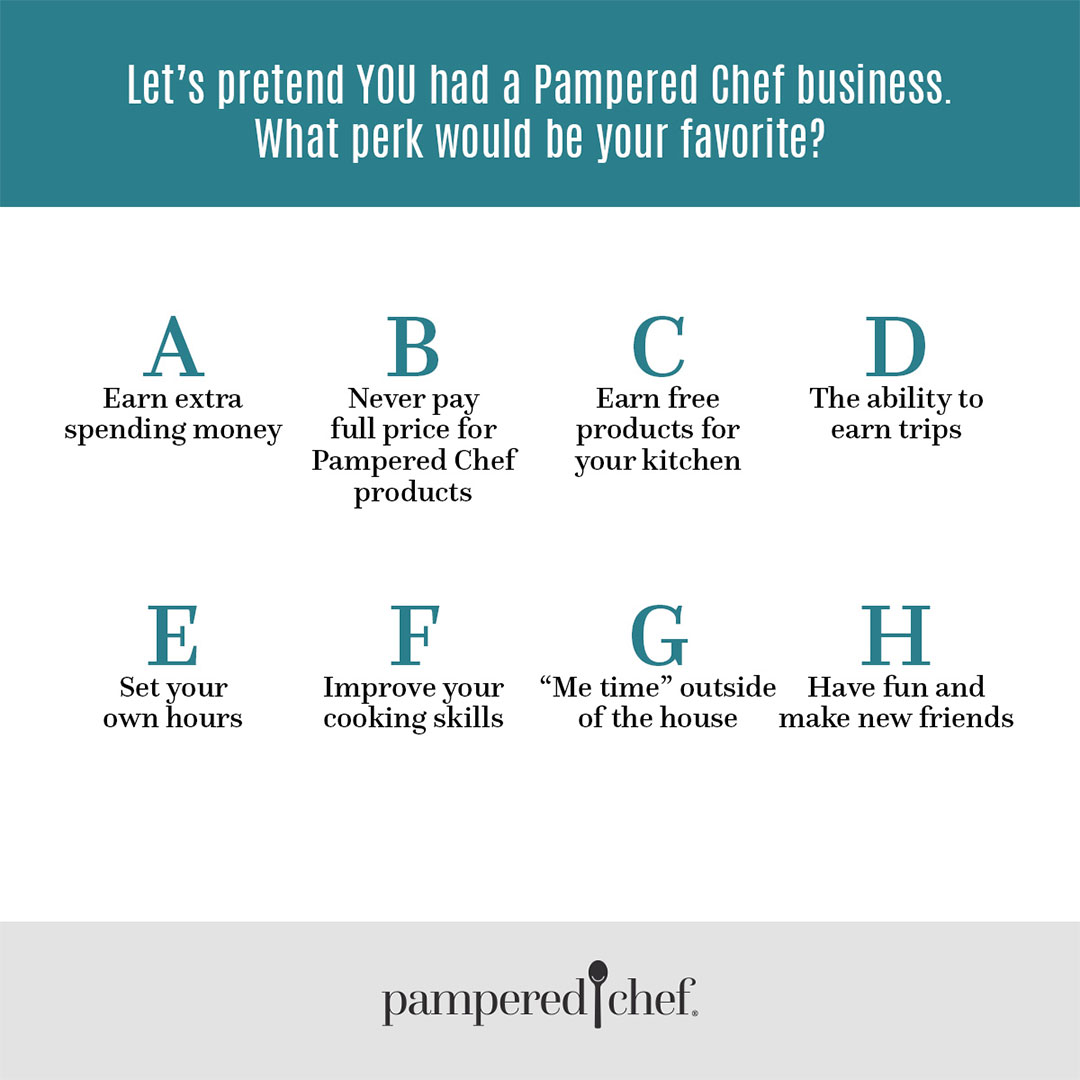 Let’s pretend YOU had a Pampered Chef business.
What perk would be your favorite?
A
Earn extra
spending money
B
Never pay
full price for
Pampered Chef
products
C
Earn free
products for
your kitchen
D
The ability to
earn trips
E
Set your
own hours
F
Improve your
cooking skills
G
“Me time” outside
of the house
H
Have fun and
make new friends
pampered chef®